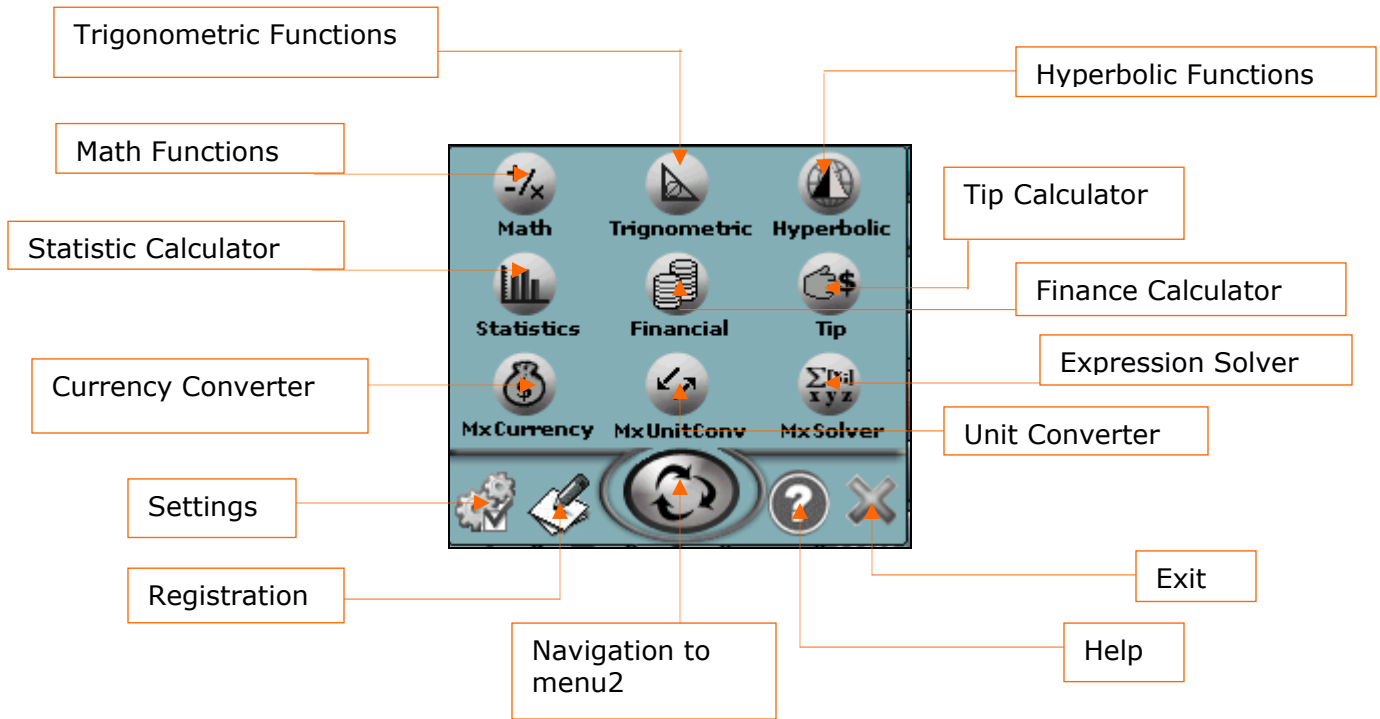 Trigonometric Functions
Hyperbolic Functions
Math Functions
Tip Calculator
Statistic Calculator
Finance Calculator
Expression Solver
Currency Converter
Unit Converter
Settings
Registration
Navigation to
menu2
Help
Exit
+
-/x
Math
Trignometric
Hyperbolic
Statistics
Financial
$
Tip
$
MxCurrency
MxUnitConv
x y z
MxSolver
?